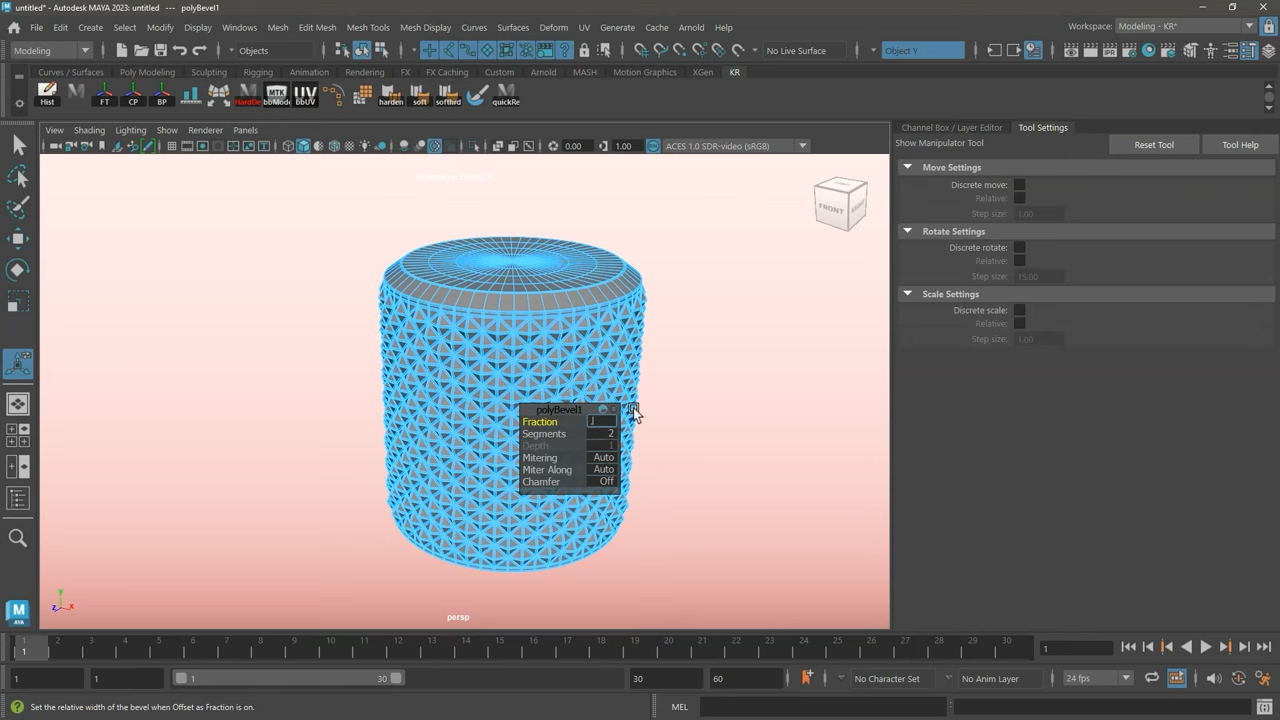 untitled* - Autodesk MAYA 2023: untitled --- polyBevel1
File Edit Create Select Modify Display Windows Mesh Edit Mesh Mesh Tools Mesh Display Curves Surfaces Deform UV Generate Cache Arnold Help
Workspace: Modeling - KR*
Modeling Objects No Live Surface Object Y
Curves / Surfaces Poly Modeling Sculpting Rigging Animation Rendering FX FX Caching Custom Arnold MASH Motion Graphics XGen KR
Hist FT CP BP HardDe MTK bbMode UV bbUV harden soft softhrd quickRe
View Shading Lighting Show Renderer Panels
0.00 1.00 ACES 1.0 SDR-video (sRGB)
FRONT RIGHT
polyBevel1
Fraction
Segments 2
Depth 1
Mitering Auto
Miter Along Auto
Chamfer Off
y x z
persp
Channel Box / Layer Editor Tool Settings
Show Manipulator Tool Reset Tool Tool Help
Move Settings
Discrete move:
Relative:
Step size: 1.00
Rotate Settings
Discrete rotate:
Relative:
Step size: 15.00
Scale Settings
Discrete scale:
Relative:
Step size: 1.00
M
AYA
1 2 3 4 5 6 7 8 9 10 11 12 13 14 15 16 17 18 19 20 21 22 23 24 25 26 27 28 29 30
1 1
1 1 1 30 30 60 No Character Set No Anim Layer 24 fps
Set the relative width of the bevel when Offset as Fraction is on. MEL